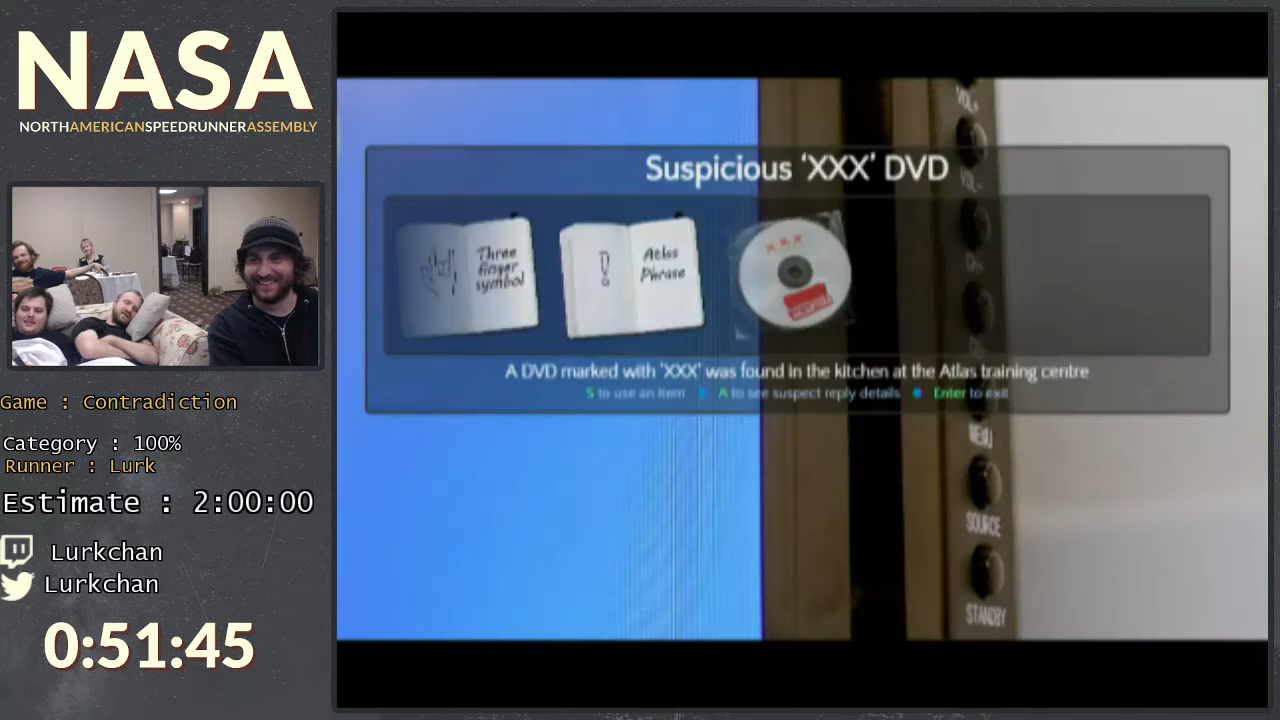 NASA
NORTHAMERICANSPEEDRUNNERASSEMBLY
Game : Contradiction
Category : 100%
Runner : Lurk
Estimate : 2:00:00
Lurkchan
Lurkchan
0:51:45
Suspicious ‘XXX’ DVD
Three
finger
symbol
!
Atlas
Phrase
XXX
A DVD marked with ‘XXX’ was found in the kitchen at the Atlas training centre
S to use an item • A to see suspect reply details • Enter to exit
VOL+
VOL-
MENU
SOURCE
STANDBY